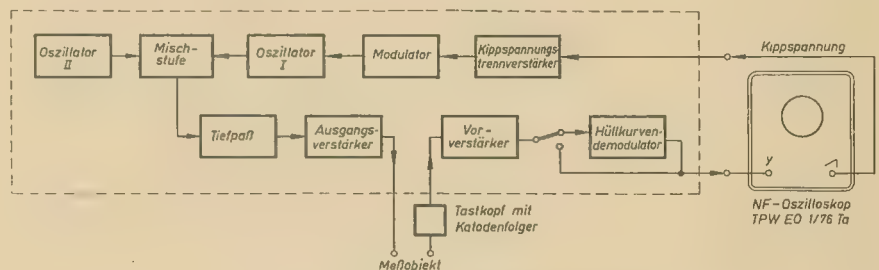 Oszillator
II
Misch-
stufe
Oszillator
I
Modulator
Kippspannungs-
trennverstärker
Kippspannung
Tiefpaß
Ausgangs-
verstärker
Vor-
verstärker
Hüllkurven-
demodulator
y
Tastkopf mit
Katodenfolger
Meßobjekt
NF-Oszilloskop
TPW EO 1/76 Ta